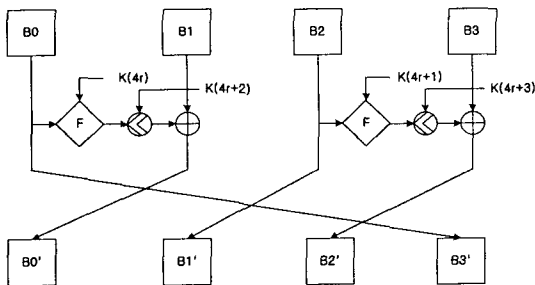 B0 B1 B2 B3
K(4r) K(4r+1)
K(4r+2) K(4r+3)
F F
B0' B1' B2' B3'